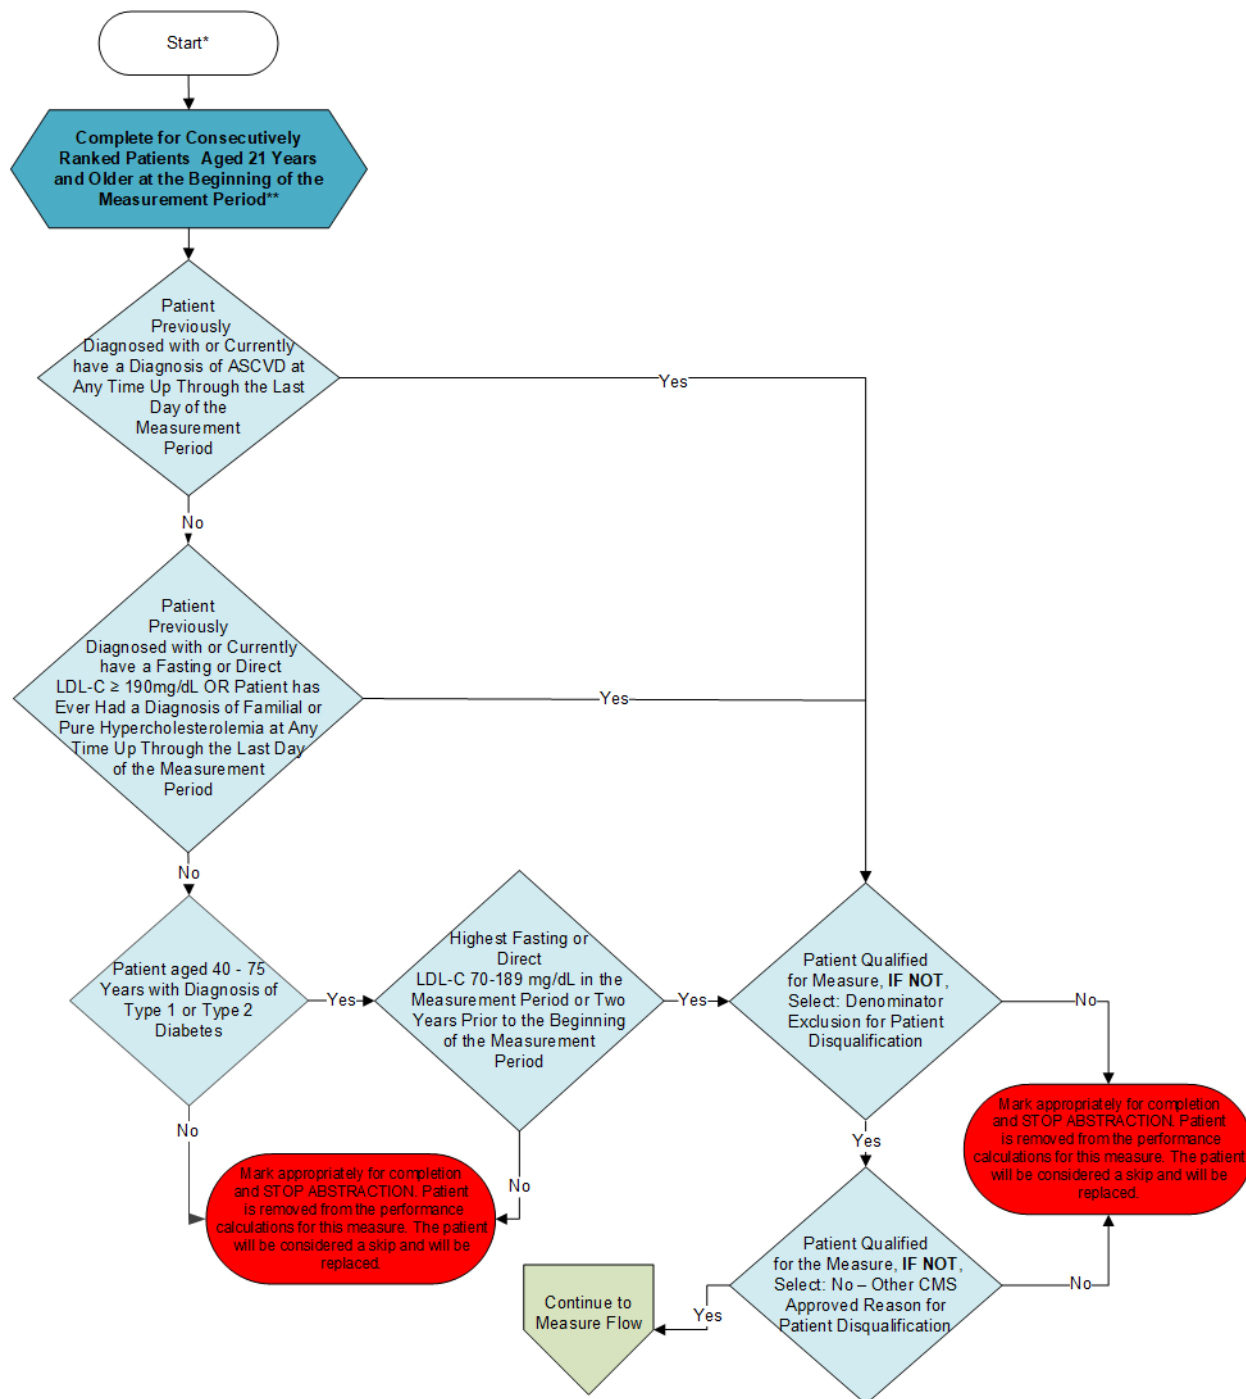 Start*
Complete for Consecutively
Ranked Patients Aged 21 Years
and Older at the Beginning of the
Measurement Period**
Patient
Previously
Diagnosed with or Currently
have a Diagnosis of ASCVD at
Any Time Up Through the Last
Day of the
Measurement
Period
Yes
No
Patient
Previously
Diagnosed with or Currently
have a Fasting or Direct
LDL-C ≥ 190mg/dL OR Patient has
Ever Had a Diagnosis of Familial or
Pure Hypercholesterolemia at Any
Time Up Through the Last Day
of the Measurement
Period
Yes
No
Patient aged 40 - 75
Years with Diagnosis of
Type 1 or Type 2
Diabetes
Yes
No
Highest Fasting or
Direct
LDL-C 70-189 mg/dL in the
Measurement Period or Two
Years Prior to the Beginning
of the Measurement
Period
Yes
No
Mark appropriately for completion
and STOP ABSTRACTION. Patient
is removed from the performance
calculations for this measure. The patient
will be considered a skip and will be
replaced.
Patient Qualified
for Measure, IF NOT,
Select: Denominator
Exclusion for Patient
Disqualification
No
Yes
Mark appropriately for completion
and STOP ABSTRACTION. Patient
is removed from the performance
calculations for this measure. The patient
will be considered a skip and will be
replaced.
Patient Qualified
for the Measure, IF NOT,
Select: No – Other CMS
Approved Reason for
Patient Disqualification
No
Yes
Continue to
Measure Flow